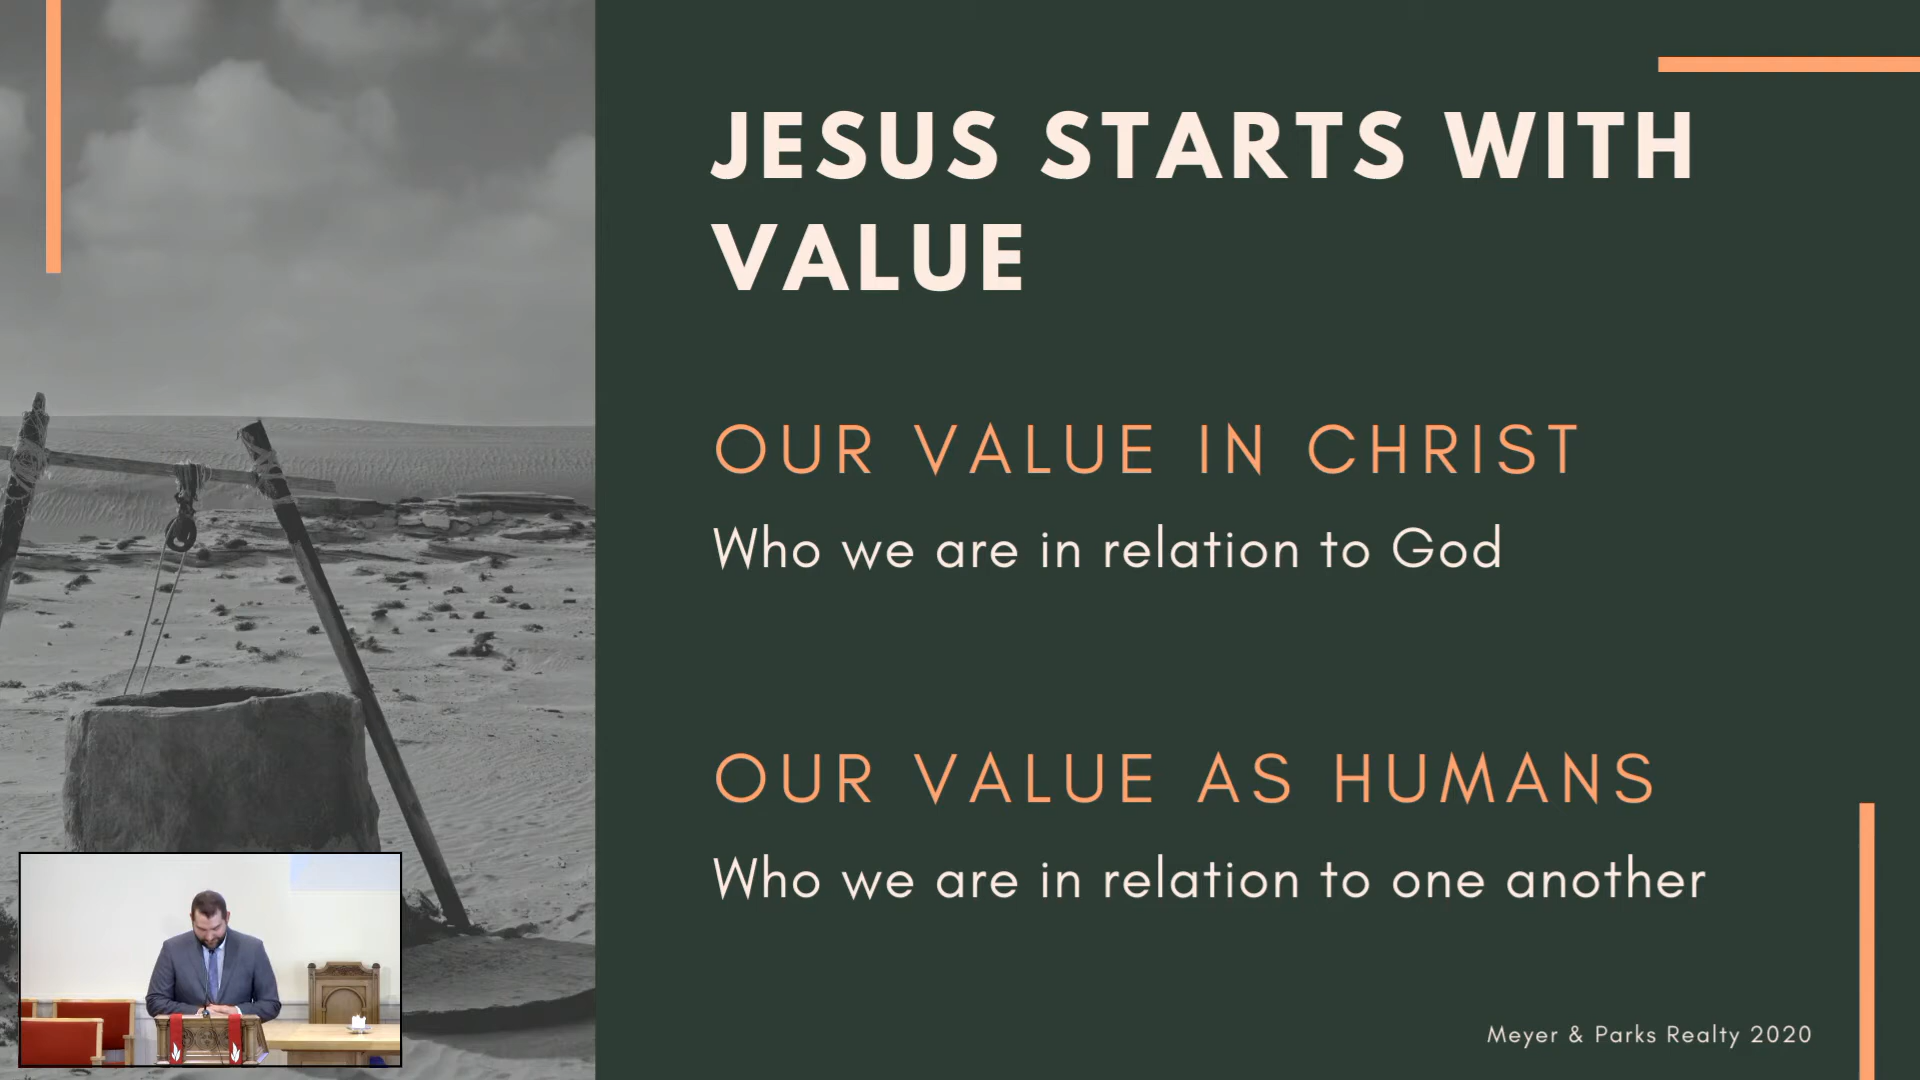 JESUS STARTS WITH
VALUE
OUR VALUE IN CHRIST
Who we are in relation to God
OUR VALUE AS HUMANS
Who we are in relation to one another
Meyer & Parks Realty 2020